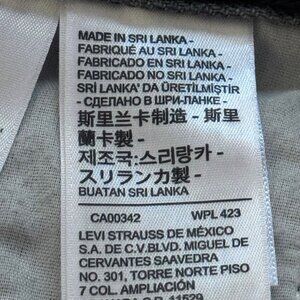 MADE IN SRI LANKA -
FABRIQUÉ AU SRI LANKA -
FABRICADO EN SRI LANKA -
FABRICADO NO SRI LANKA -
SRİ LANKA' DA ÜRETİLMİŞTİR
- СДЕЛАНО В ШРИ-ЛАНКЕ -
斯里兰卡制造 - 斯里
蘭卡製 -
제조국:스리랑카 -
スリランカ製 -
BUATAN SRI LANKA
CA00342 WPL 423
LEVI STRAUSS DE MÉXICO
S.A. DE C.V.BLVD. MIGUEL DE
CERVANTES SAAVEDRA
NO. 301, TORRE NORTE PISO
7 COL. AMPLIACIÓN
11529